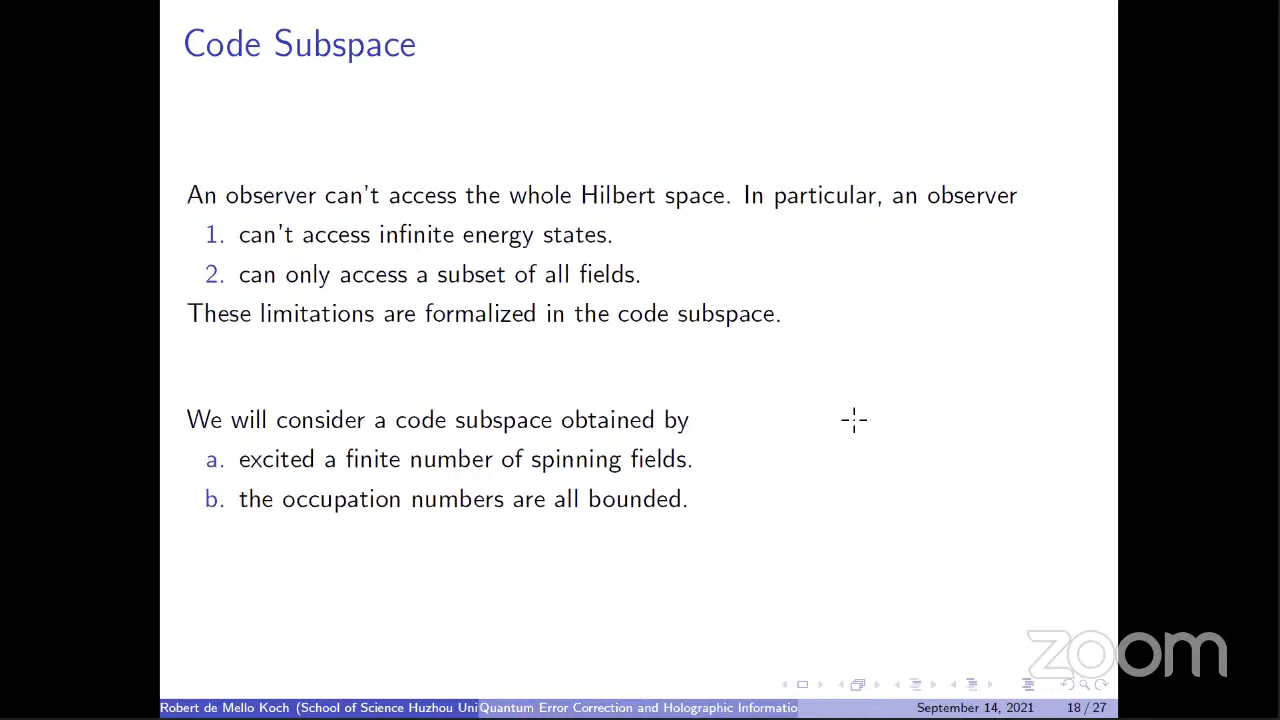 Code Subspace
An observer can't access the whole Hilbert space. In particular, an observer
1. can't access infinite energy states.
2. can only access a subset of all fields.
These limitations are formalized in the code subspace.
We will consider a code subspace obtained by
a. excited a finite number of spinning fields.
b. the occupation numbers are all bounded.
zoom
Robert de Mello Koch (School of Science Huzhou Uni Quantum Error Correction and Holographic Informatio September 14, 2021 18 / 27